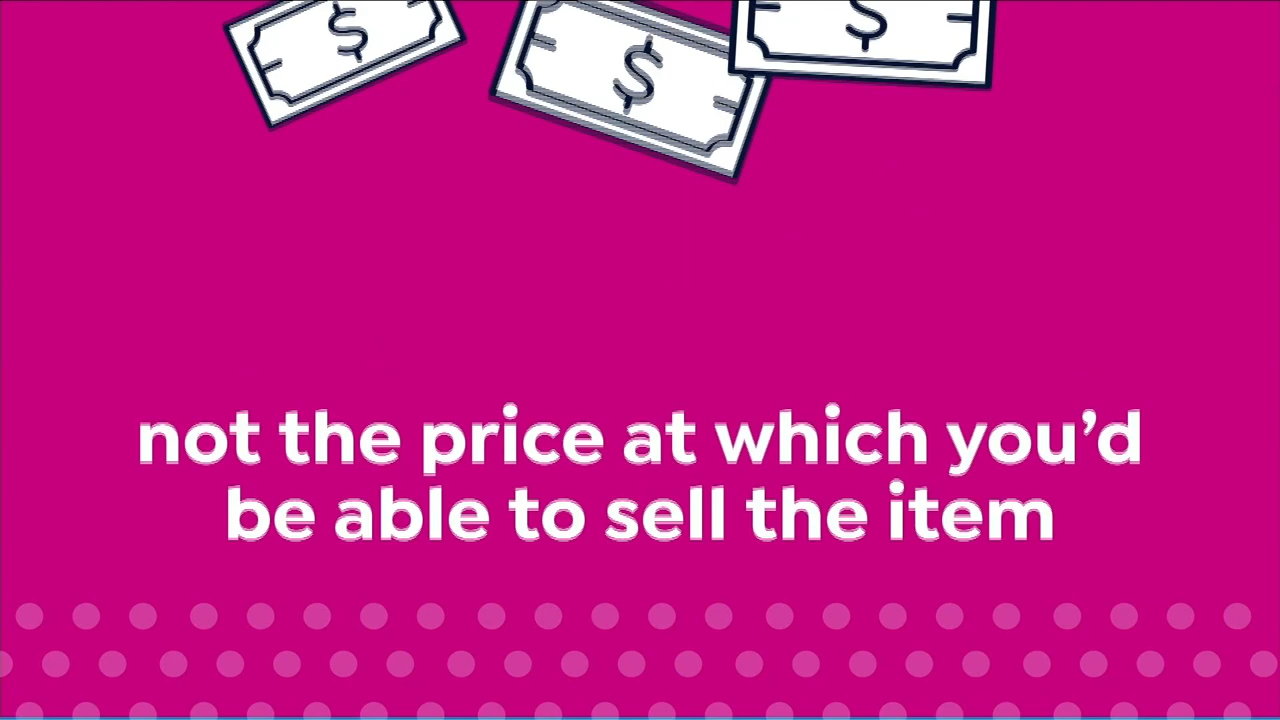 $ $ $
not the price at which you’d
be able to sell the item